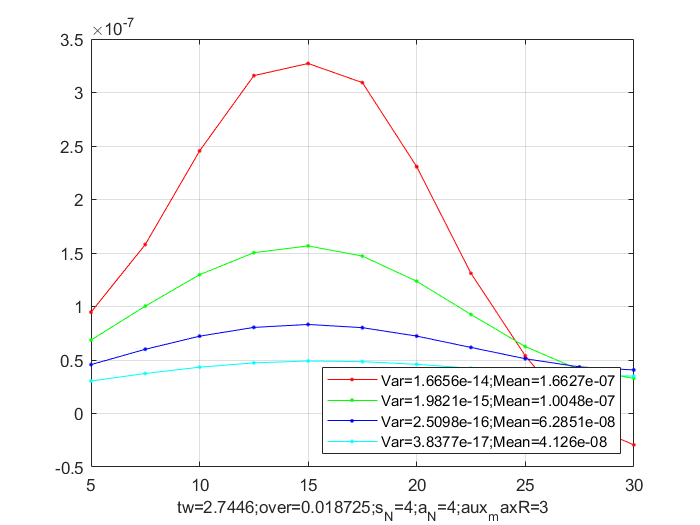 ×10-7
3.5
3
2.5
2
1.5
1
0.5
0
-0.5
5 10 15 20 25 30
Var=1.6656e-14;Mean=1.6627e-07
Var=1.9821e-15;Mean=1.0048e-07
Var=2.5098e-16;Mean=6.2851e-08
Var=3.8377e-17;Mean=4.126e-08
tw=2.7446;over=0.018725;sN=4;aN=4;auxmaxR=3